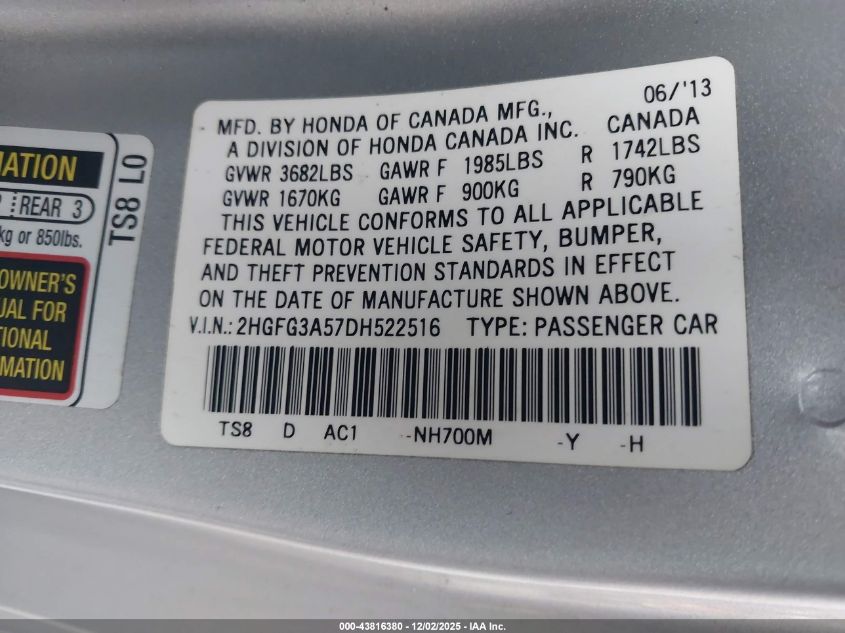 MATION
REAR 3
kg or 850lbs.
TS8 L0
OWNER'S
UAL FOR
TIONAL
RMATION
06/'13
MFD. BY HONDA OF CANADA MFG.,
A DIVISION OF HONDA CANADA INC. CANADA
GVWR 3682LBS GAWR F 1985LBS R 1742LBS
GVWR 1670KG GAWR F 900KG R 790KG
THIS VEHICLE CONFORMS TO ALL APPLICABLE
FEDERAL MOTOR VEHICLE SAFETY, BUMPER,
AND THEFT PREVENTION STANDARDS IN EFFECT
ON THE DATE OF MANUFACTURE SHOWN ABOVE.
V.I.N.: 2HGFG3A57DH522516 TYPE: PASSENGER CAR
TS8 D AC1 -NH700M -Y -H
000-43816380 - 12/02/2025 - IAA Inc.